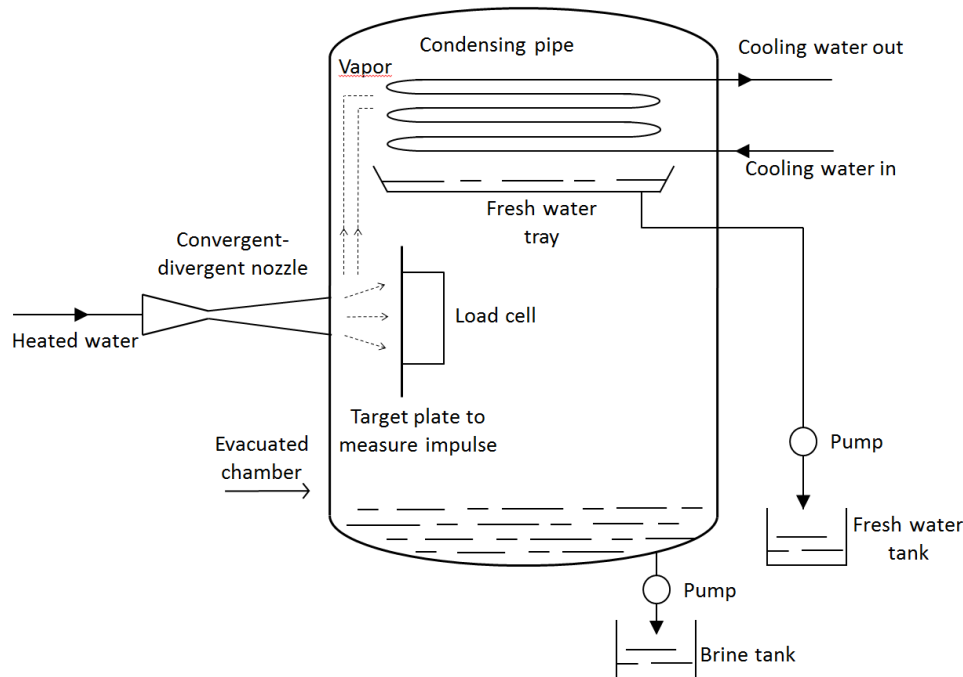 Condensing pipe
Cooling water out
Vapor
Cooling water in
Fresh water
tray
Convergent-
divergent nozzle
Load cell
Heated water
Target plate to
measure impulse
Evacuated
chamber
Pump
Fresh water
tank
Pump
Brine tank